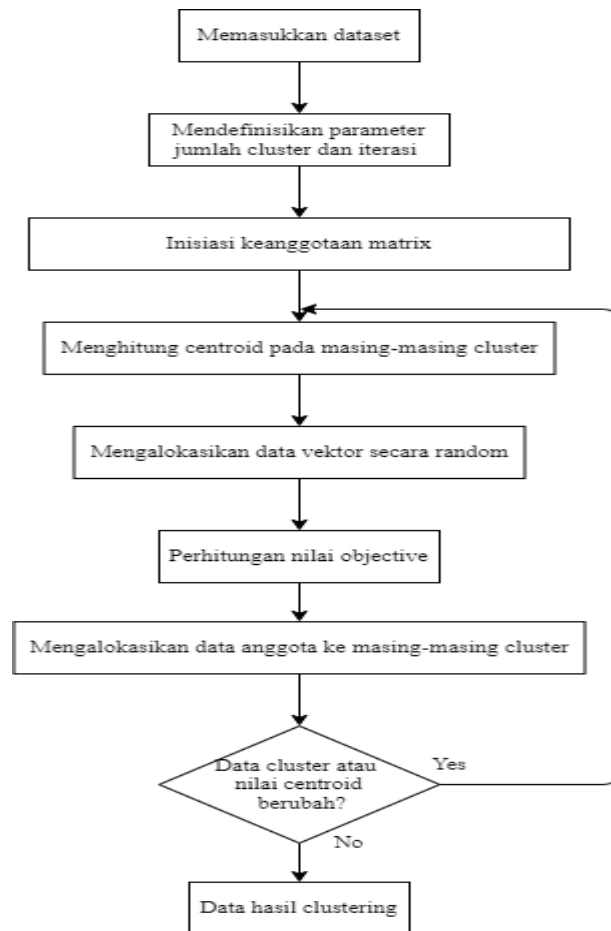 Memasukkan dataset
Mendefinisikan parameter
jumlah cluster dan iterasi
Inisiasi keanggotaan matrix
Menghitung centroid pada masing-masing cluster
Mengalokasikan data vektor secara random
Perhitungan nilai objective
Mengalokasikan data anggota ke masing-masing cluster
Data cluster atau
nilai centroid
berubah?
Yes
No
Data hasil clustering